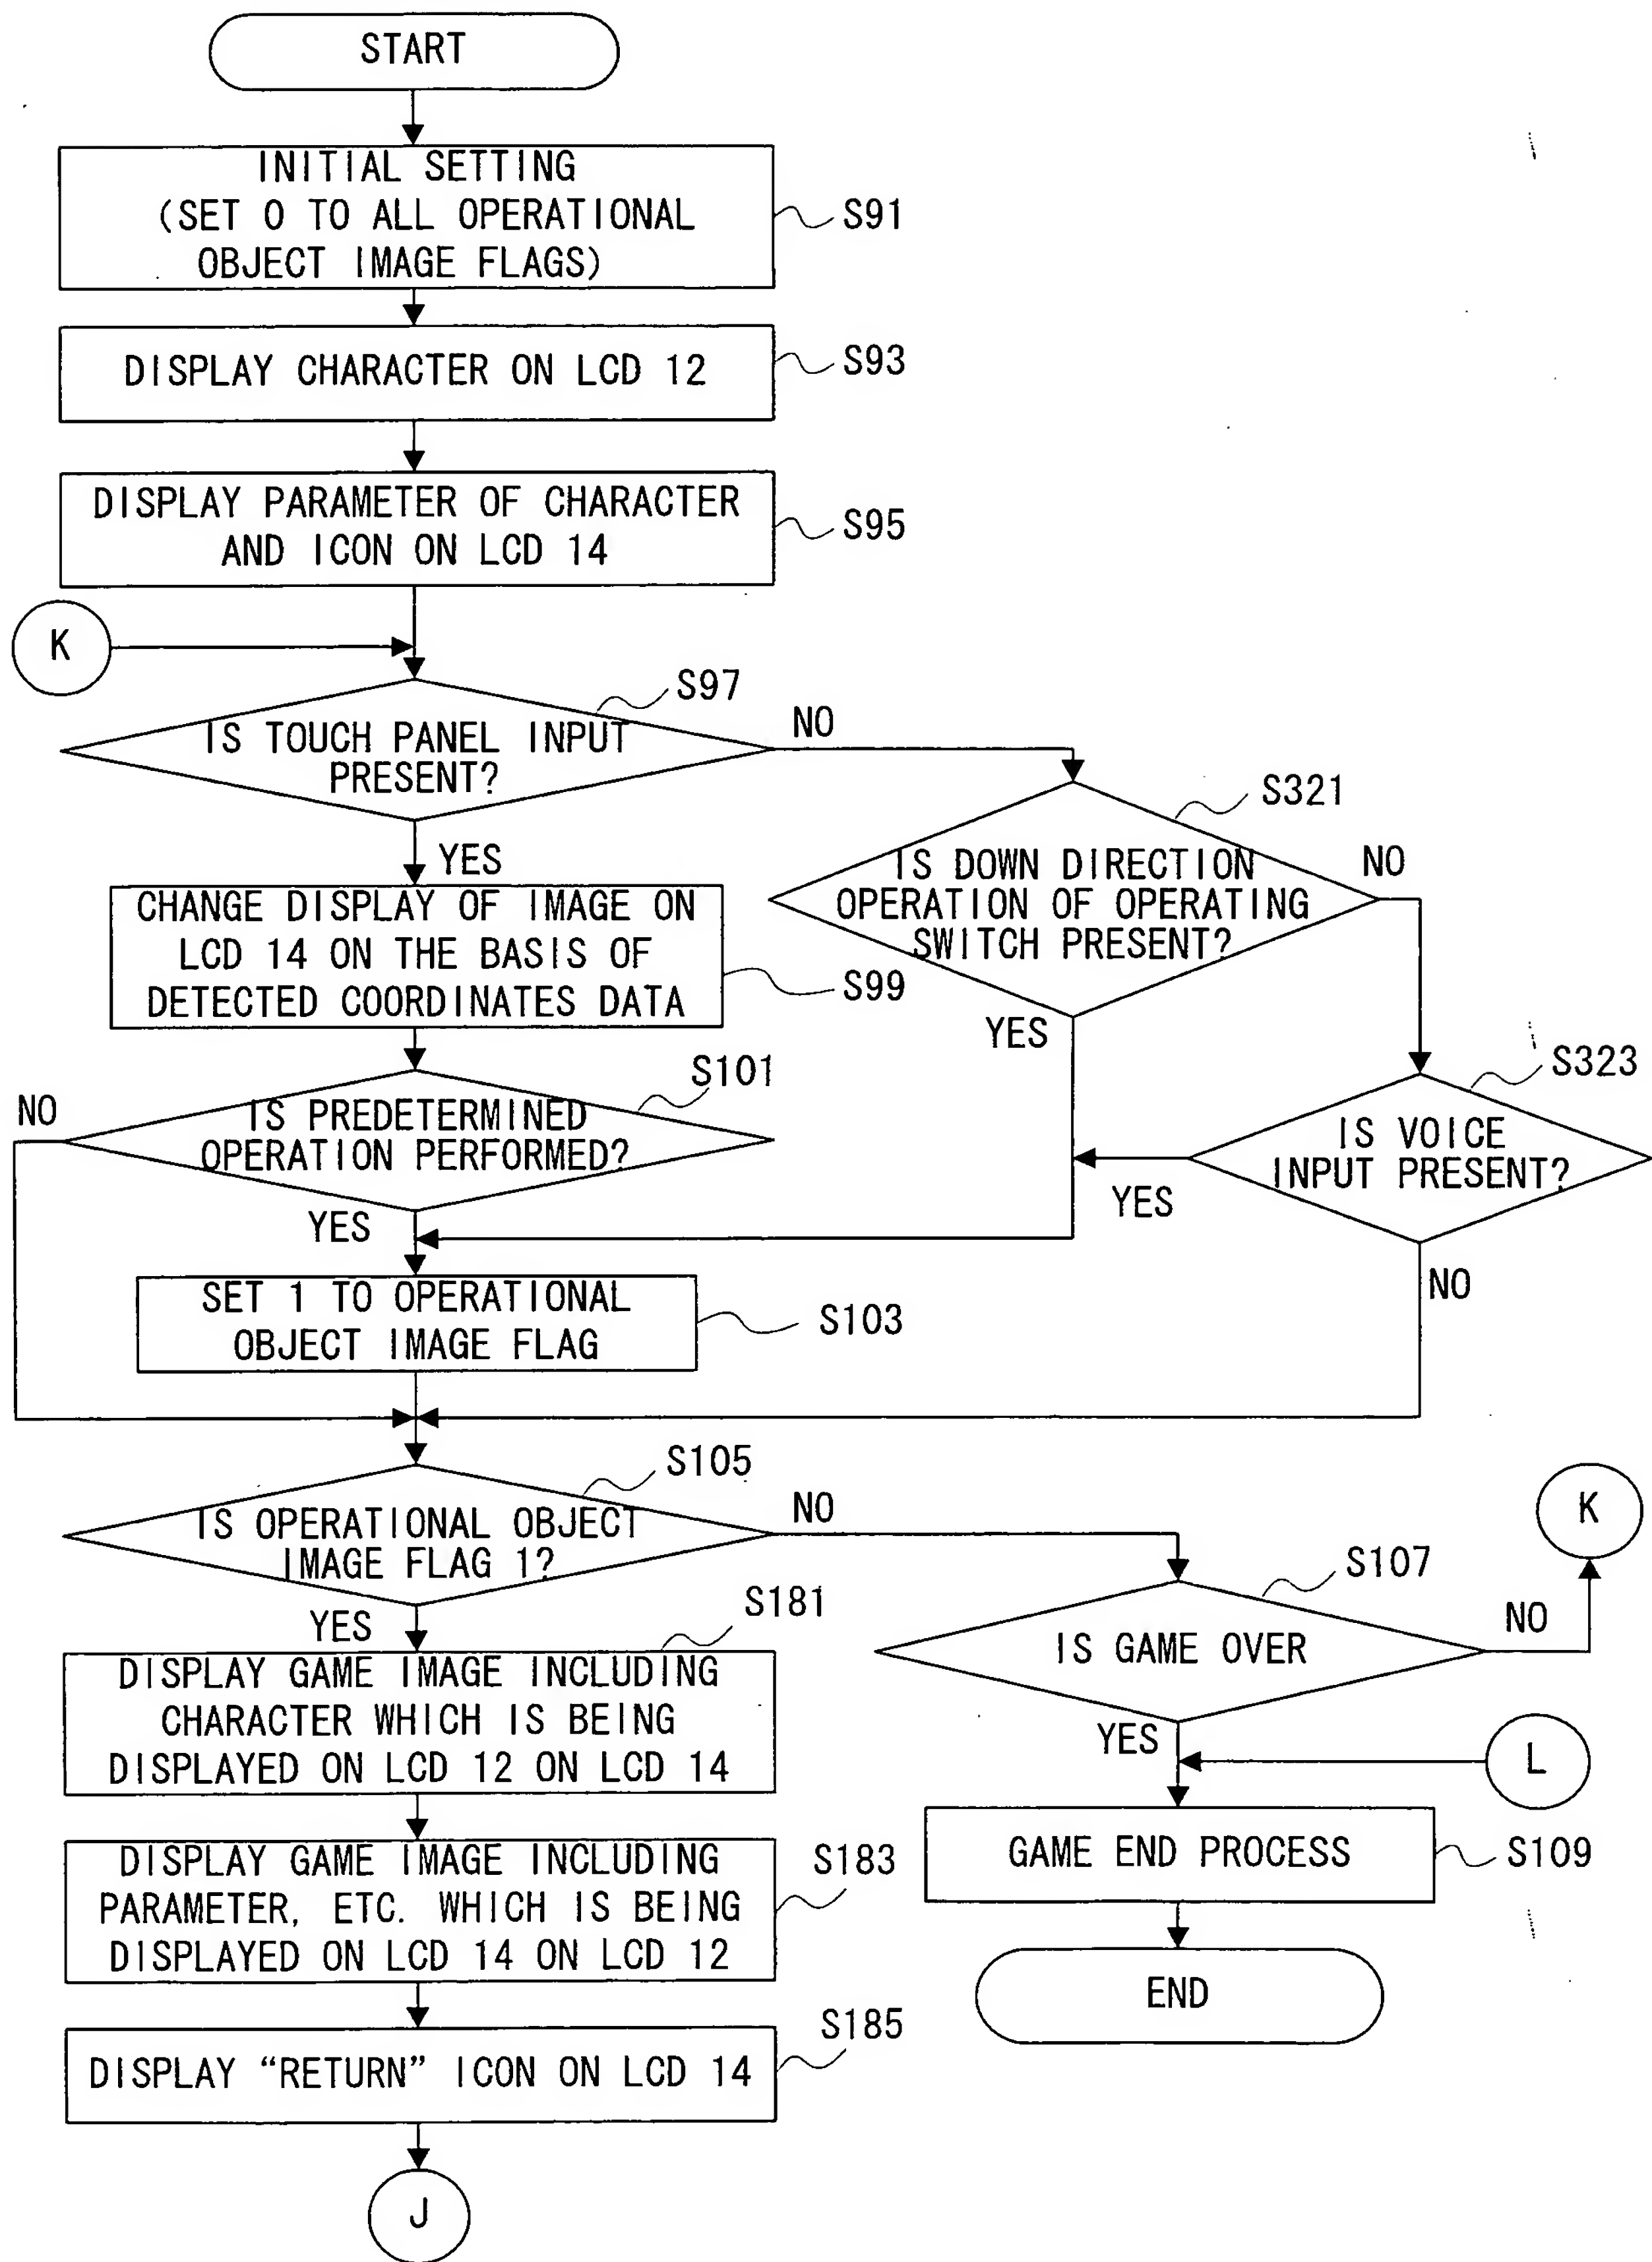 START
INITIAL SETTING
(SET 0 TO ALL OPERATIONAL
OBJECT IMAGE FLAGS)
S91
DISPLAY CHARACTER ON LCD 12
S93
DISPLAY PARAMETER OF CHARACTER
AND ICON ON LCD 14
S95
K
S97
IS TOUCH PANEL INPUT
PRESENT?
NO
YES
S321
IS DOWN DIRECTION
OPERATION OF OPERATING
SWITCH PRESENT?
NO
YES
CHANGE DISPLAY OF IMAGE ON
LCD 14 ON THE BASIS OF
DETECTED COORDINATES DATA
S99
S323
IS VOICE
INPUT PRESENT?
YES
NO
S101
NO
IS PREDETERMINED
OPERATION PERFORMED?
YES
SET 1 TO OPERATIONAL
OBJECT IMAGE FLAG
S103
S105
IS OPERATIONAL OBJECT
IMAGE FLAG 1?
NO
YES
K
S107
IS GAME OVER
NO
YES
L
S181
DISPLAY GAME IMAGE INCLUDING
CHARACTER WHICH IS BEING
DISPLAYED ON LCD 12 ON LCD 14
GAME END PROCESS
S109
DISPLAY GAME IMAGE INCLUDING
PARAMETER, ETC. WHICH IS BEING
DISPLAYED ON LCD 14 ON LCD 12
S183
END
S185
DISPLAY “RETURN” ICON ON LCD 14
J